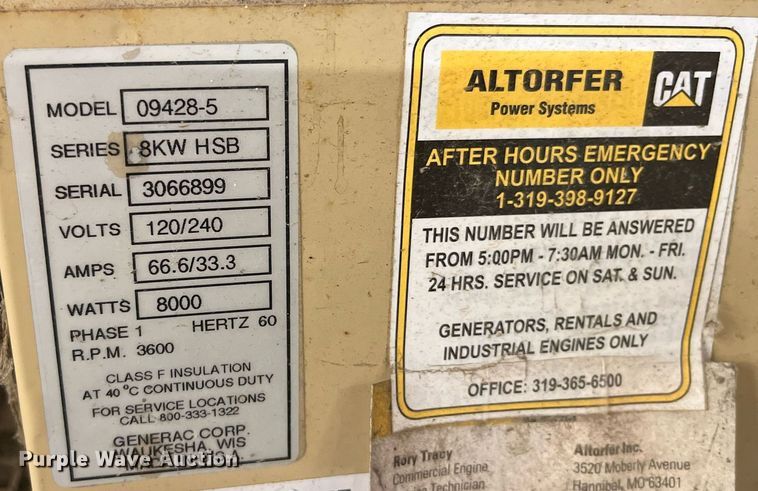 MODEL 09428-5
SERIES 8KW HSB
SERIAL 3066899
VOLTS 120/240
AMPS 66.6/33.3
WATTS 8000
PHASE 1 HERTZ 60
R.P.M. 3600
CLASS F INSULATION
AT 40 °C CONTINUOUS DUTY
FOR SERVICE LOCATIONS
CALL 800-333-1322
GENERAC CORP.
WAUKESHA, WIS
ALTORFER CAT
Power Systems
AFTER HOURS EMERGENCY
NUMBER ONLY
1-319-398-9127
THIS NUMBER WILL BE ANSWERED
FROM 5:00PM - 7:30AM MON. - FRI.
24 HRS. SERVICE ON SAT. & SUN.
GENERATORS, RENTALS AND
INDUSTRIAL ENGINES ONLY
OFFICE: 319-365-6500
Rory Tracy
Commercial Engine
Technician
Altorfer Inc.
3520 Moberly Avenue
Hannibal, MO 63401
Purple Wave Auction